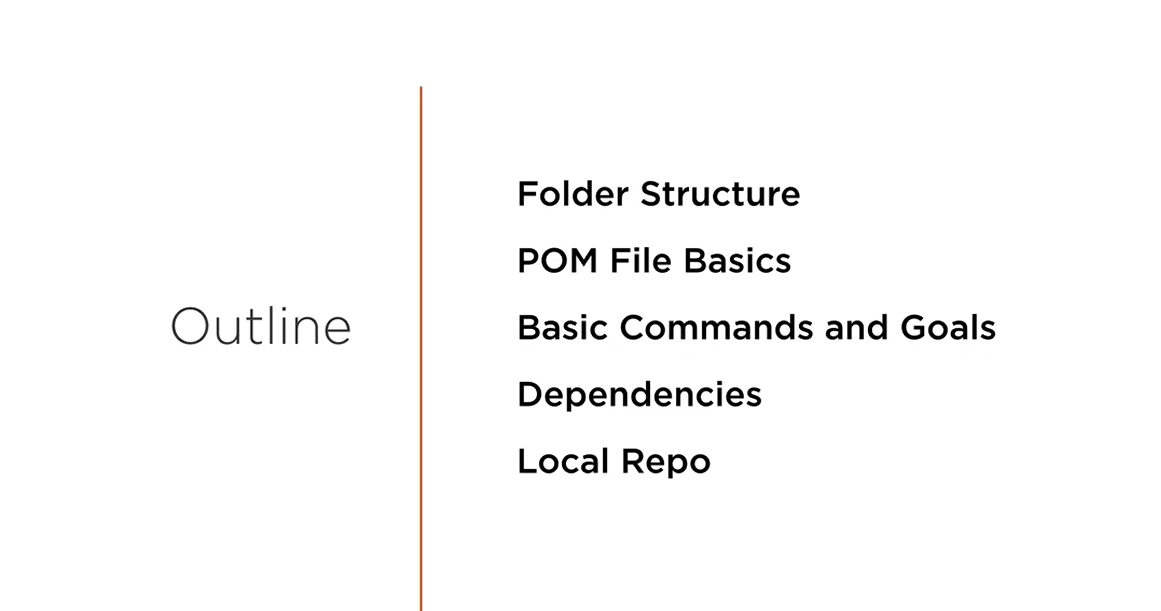 Outline
Folder Structure
POM File Basics
Basic Commands and Goals
Dependencies
Local Repo